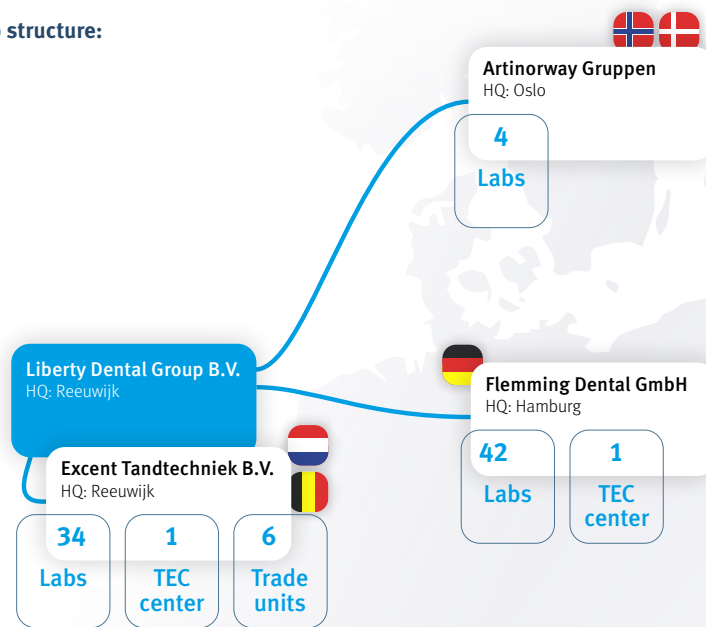 structure:
Artinorway Gruppen
HQ: Oslo
4
Labs
Liberty Dental Group B.V.
HQ: Reeuwijk
Flemming Dental GmbH
HQ: Hamburg
42
Labs
1
TEC
center
Excent Tandtechniek B.V.
HQ: Reeuwijk
34
Labs
1
TEC
center
6
Trade
units